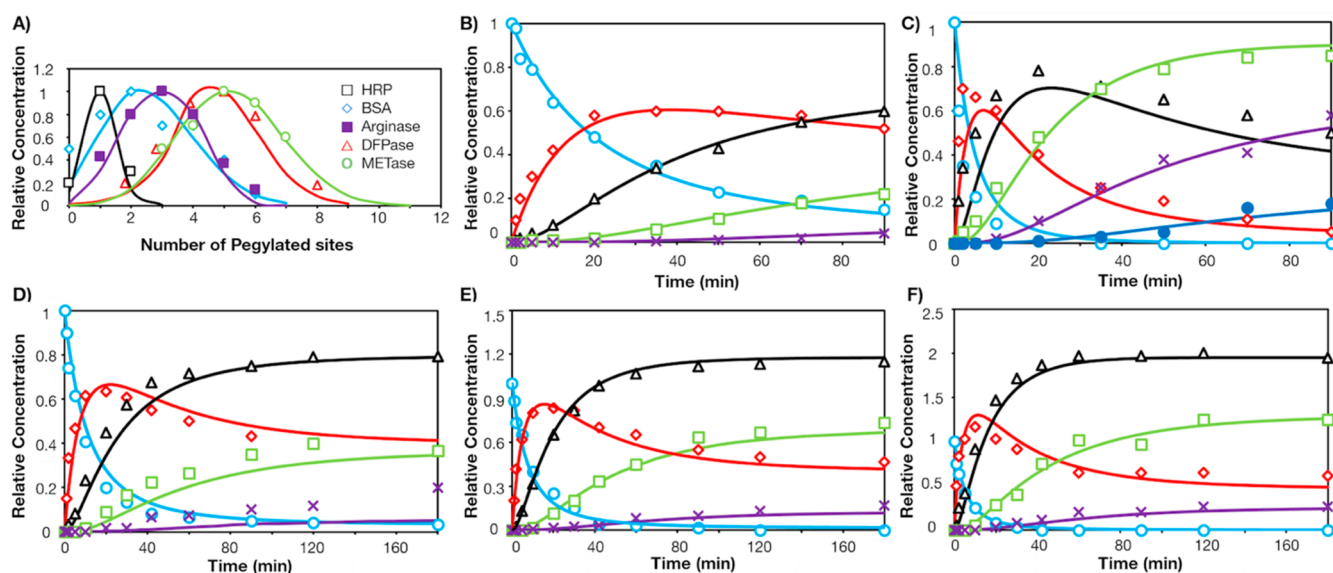 A)
Relative Concentration
1.2
1
0.8
0.6
0.4
0.2
0
0 2 4 6 8 10 12
Number of Pegylated sites
HRP
BSA
Arginase
DFPase
METase
B)
Relative Concentration
1
0.8
0.6
0.4
0.2
0
0 20 40 60 80
Time (min)
C)
Relative Concentration
1
0.8
0.6
0.4
0.2
0
0 20 40 60 80
Time (min)
D)
Relative Concentration
1
0.8
0.6
0.4
0.2
0
0 40 80 120 160
Time (min)
E)
Relative Concentration
1.5
1.2
0.9
0.6
0.3
0
0 40 80 120 160
Time (min)
F)
Relative Concentration
2.5
2
1.5
1
0.5
0
0 40 80 120 160
Time (min)